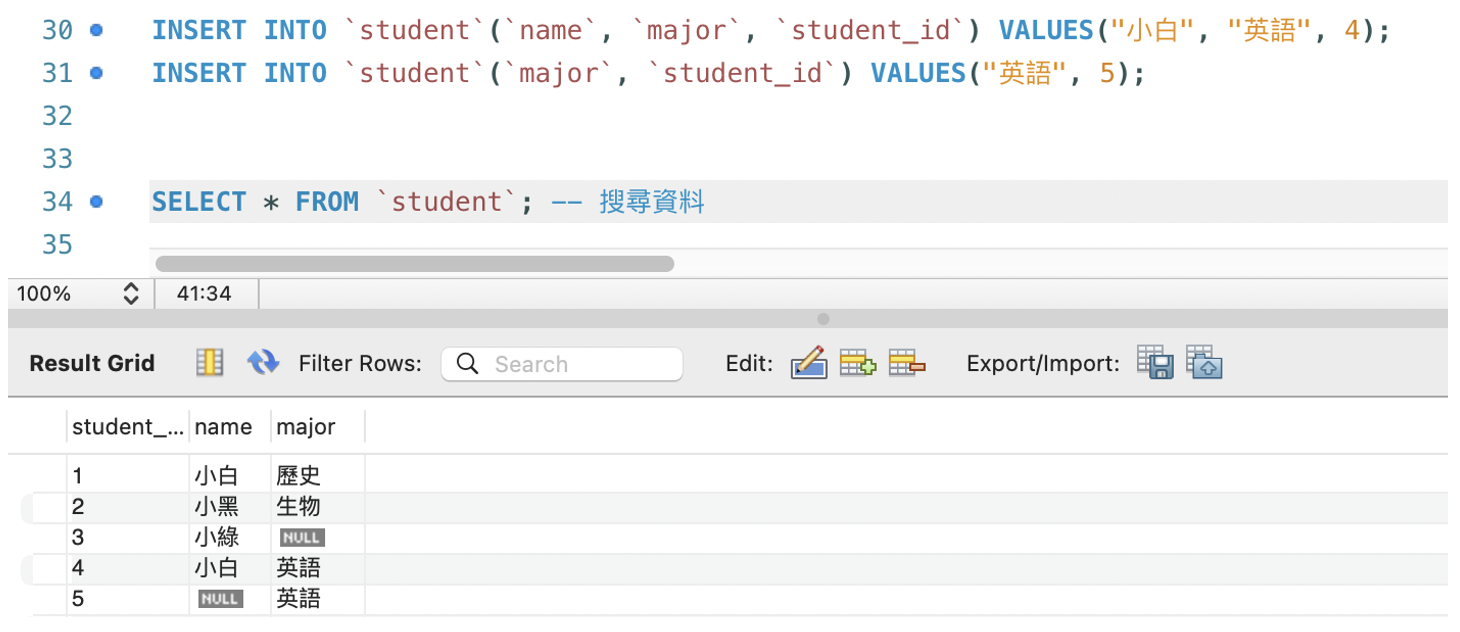 30 INSERT INTO `student`(`name`, `major`, `student_id`) VALUES("小白", "英語", 4);
31 INSERT INTO `student`(`major`, `student_id`) VALUES("英語", 5);
32
33
34 SELECT * FROM `student`; -- 搜尋資料
35
100% 41:34
Result Grid Filter Rows: Search Edit: Export/Import:
student_... name major
1 小白 歷史
2 小黑 生物
3 小綠 NULL
4 小白 英語
5 NULL 英語